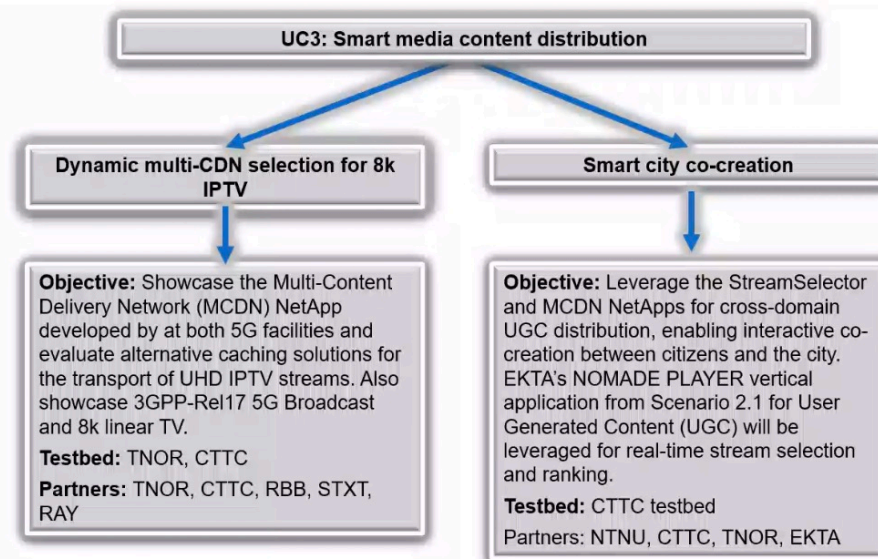 UC3: Smart media content distribution
Dynamic multi-CDN selection for 8k
IPTV
Objective: Showcase the Multi-Content
Delivery Network (MCDN) NetApp
developed by at both 5G facilities and
evaluate alternative caching solutions for
the transport of UHD IPTV streams. Also
showcase 3GPP-Rel17 5G Broadcast
and 8k linear TV.
Testbed: TNOR, CTTC
Partners: TNOR, CTTC, RBB, STXT,
RAY
Smart city co-creation
Objective: Leverage the StreamSelector
and MCDN NetApps for cross-domain
UGC distribution, enabling interactive co-
creation between citizens and the city.
EKTA's NOMADE PLAYER vertical
application from Scenario 2.1 for User
Generated Content (UGC) will be
leveraged for real-time stream selection
and ranking.
Testbed: CTTC testbed
Partners: NTNU, CTTC, TNOR, EKTA